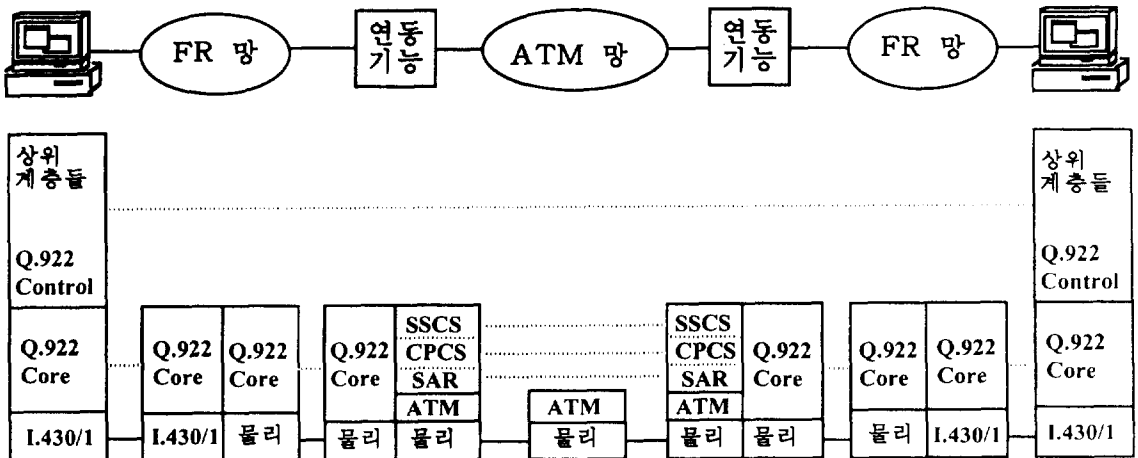 FR 망
연동
기능
ATM 망
연동
기능
FR 망
상위
계층들
Q.922
Control
Q.922
Core
I.430/1
Q.922
Core
I.430/1
Q.922
Core
물리
Q.922
Core
물리
SSCS
CPCS
SAR
ATM
물리
ATM
물리
SSCS
CPCS
SAR
ATM
물리
Q.922
Core
물리
Q.922
Core
물리
Q.922
Core
I.430/1
상위
계층들
Q.922
Control
Q.922
Core
I.430/1